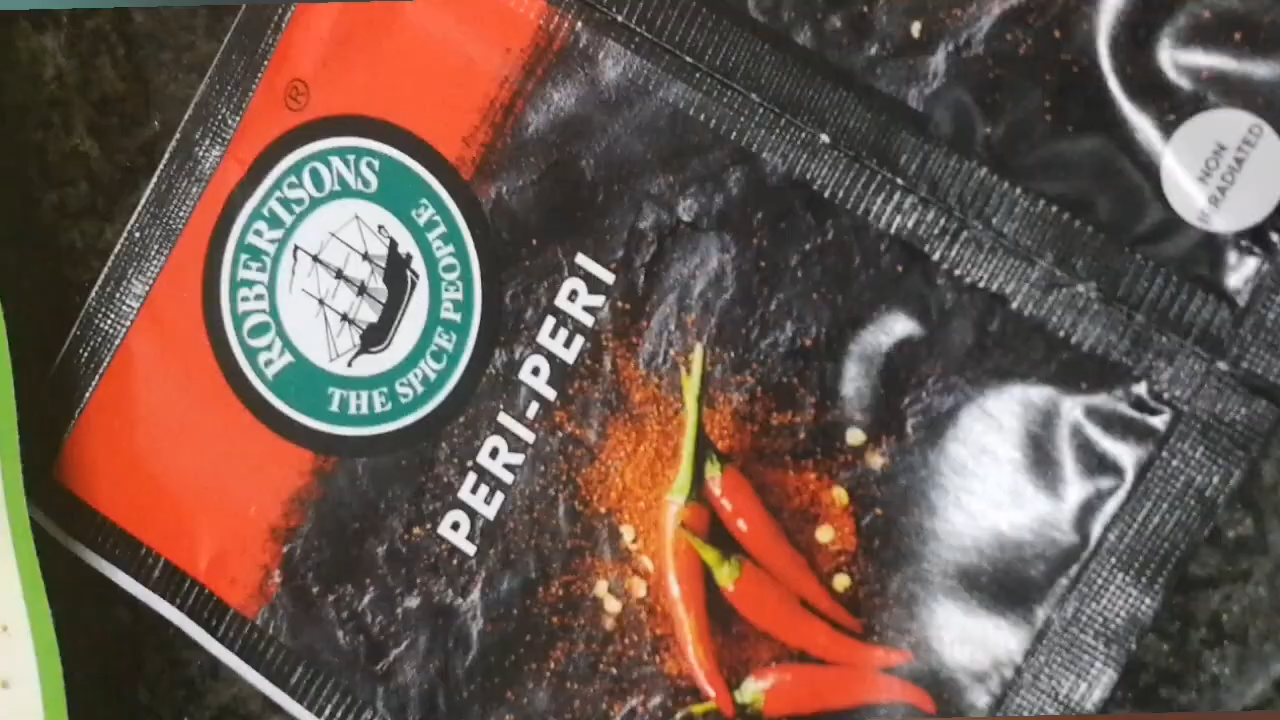 ®
ROBERTSONS
THE SPICE PEOPLE
PERI-PERI
NON
IRRADIATED